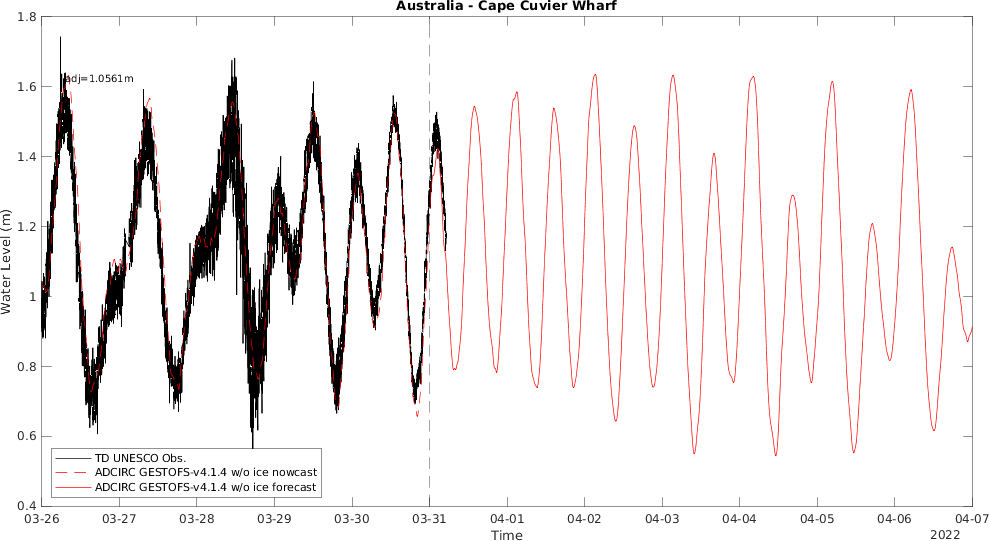 Australia - Cape Cuvier Wharf
1.8
1.6
1.4
1.2
1
0.8
0.6
0.4
Water Level (m)
adj=1.0561m
TD UNESCO Obs.
ADCIRC GESTOFS-v4.1.4 w/o ice nowcast
ADCIRC GESTOFS-v4.1.4 w/o ice forecast
03-26 03-27 03-28 03-29 03-30 03-31 04-01 04-02 04-03 04-04 04-05 04-06 04-07
Time
2022